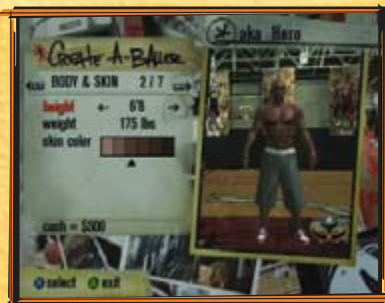 aka Hero
CREATE-A-BALLER
BODY & SKIN 2 / 7
height 6'8
weight 175 lbs
skin color
cash = $500
select exit